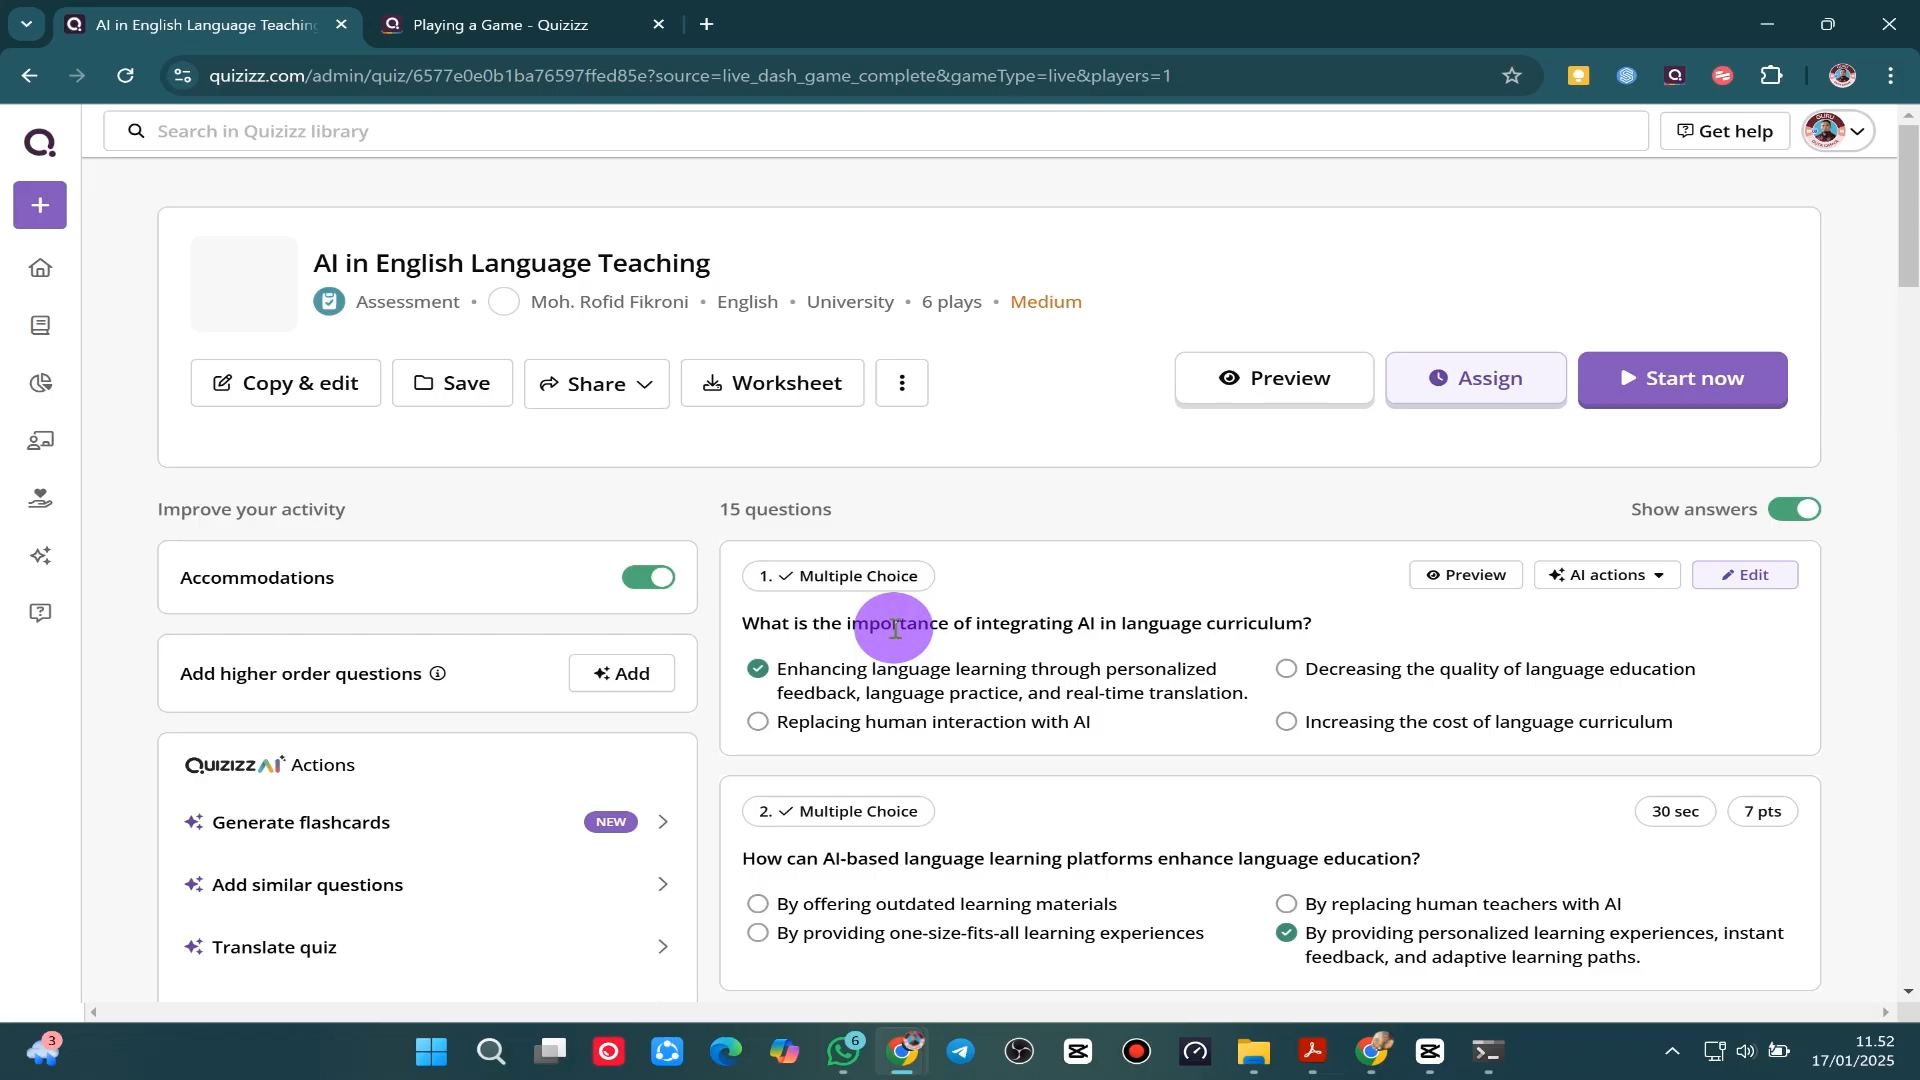 AI in English Language Teaching
Playing a Game - Quizizz
quizizz.com/admin/quiz/6577e0e0b1ba76597ffed85e?source=live_dash_game_complete&gameType=live&players=1
Search in Quizizz library
Get help
AI in English Language Teaching
Assessment • Moh. Rofid Fikroni • English • University • 6 plays • Medium
Copy & edit
Save
Share
Worksheet
Preview
Assign
Start now
Improve your activity
15 questions
Show answers
Accommodations
Add higher order questions
Add
Quizizz AI Actions
Generate flashcards
NEW
Add similar questions
Translate quiz
1. Multiple Choice
Preview
AI actions
Edit
What is the importance of integrating AI in language curriculum?
Enhancing language learning through personalized
feedback, language practice, and real-time translation.
Decreasing the quality of language education
Replacing human interaction with AI
Increasing the cost of language curriculum
2. Multiple Choice
30 sec
7 pts
How can AI-based language learning platforms enhance language education?
By offering outdated learning materials
By replacing human teachers with AI
By providing one-size-fits-all learning experiences
By providing personalized learning experiences, instant
feedback, and adaptive learning paths.
3
6
11.52
17/01/2025